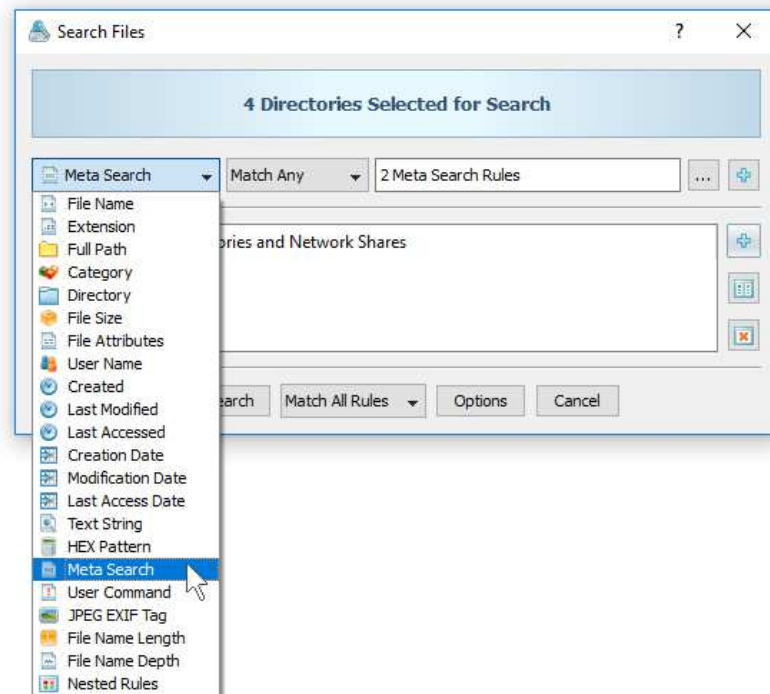 Search Files
?
4 Directories Selected for Search
Meta Search
Match Any
2 Meta Search Rules
...
File Name
Extension
Full Path
Category
Directory
File Size
File Attributes
User Name
Created
Last Modified
Last Accessed
Creation Date
Modification Date
Last Access Date
Text String
HEX Pattern
Meta Search
User Command
JPEG EXIF Tag
File Name Length
File Name Depth
Nested Rules
and Network Shares
Match All Rules
Options
Cancel